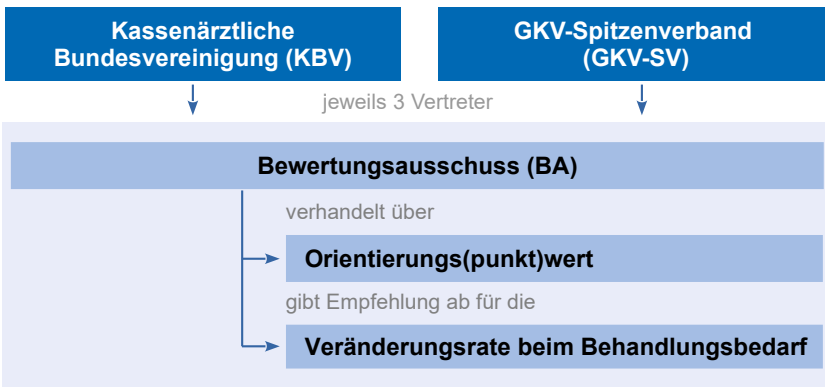 Kassenärztliche
Bundesvereinigung (KBV)
GKV-Spitzenverband
(GKV-SV)
jeweils 3 Vertreter
Bewertungsausschuss (BA)
verhandelt über
Orientierungs(punkt)wert
gibt Empfehlung ab für die
Veränderungsrate beim Behandlungsbedarf